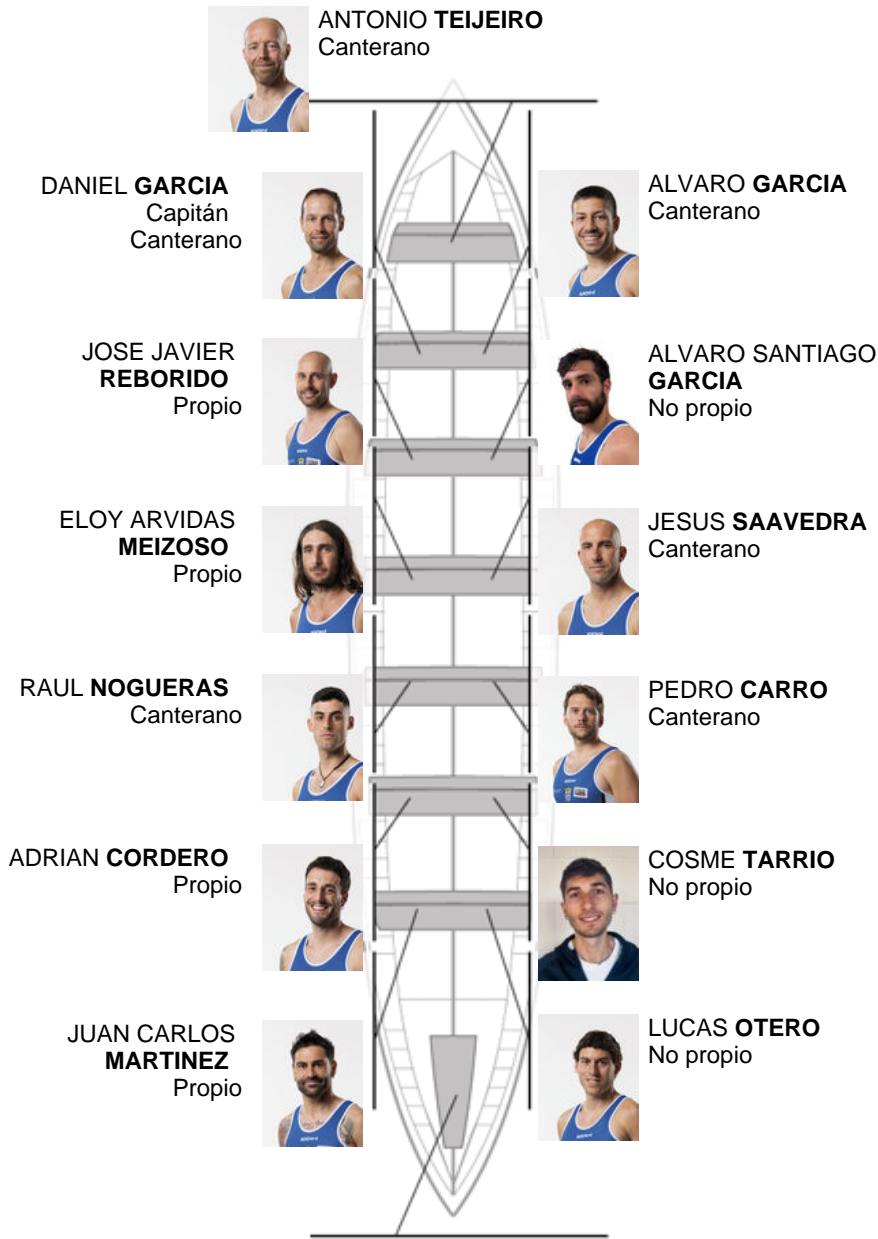 ANTONIO TEIJEIRO
Canterano
DANIEL GARCIA
Capitán
Canterano
ALVARO GARCIA
Canterano
JOSE JAVIER
REBORIDO
Propio
ALVARO SANTIAGO
GARCIA
No propio
ELOY ARVIDAS
MEIZOSO
Propio
JESUS SAAVEDRA
Canterano
RAUL NOGUERAS
Canterano
PEDRO CARRO
Canterano
ADRIAN CORDERO
Propio
COSME TARRIO
No propio
JUAN CARLOS
MARTINEZ
Propio
LUCAS OTERO
No propio